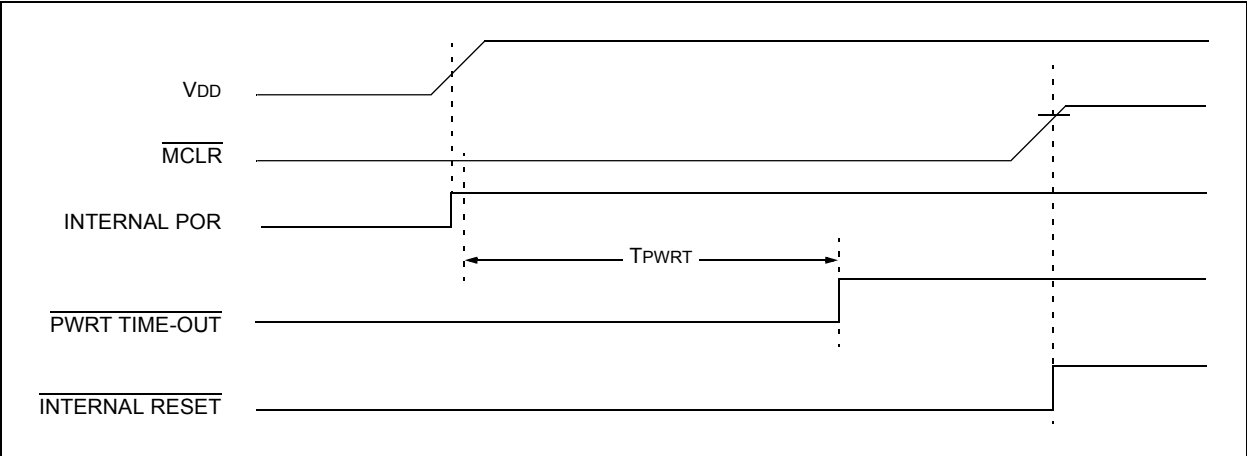 VDD
MCLR
INTERNAL POR
TPWRT
PWRT TIME-OUT
INTERNAL RESET